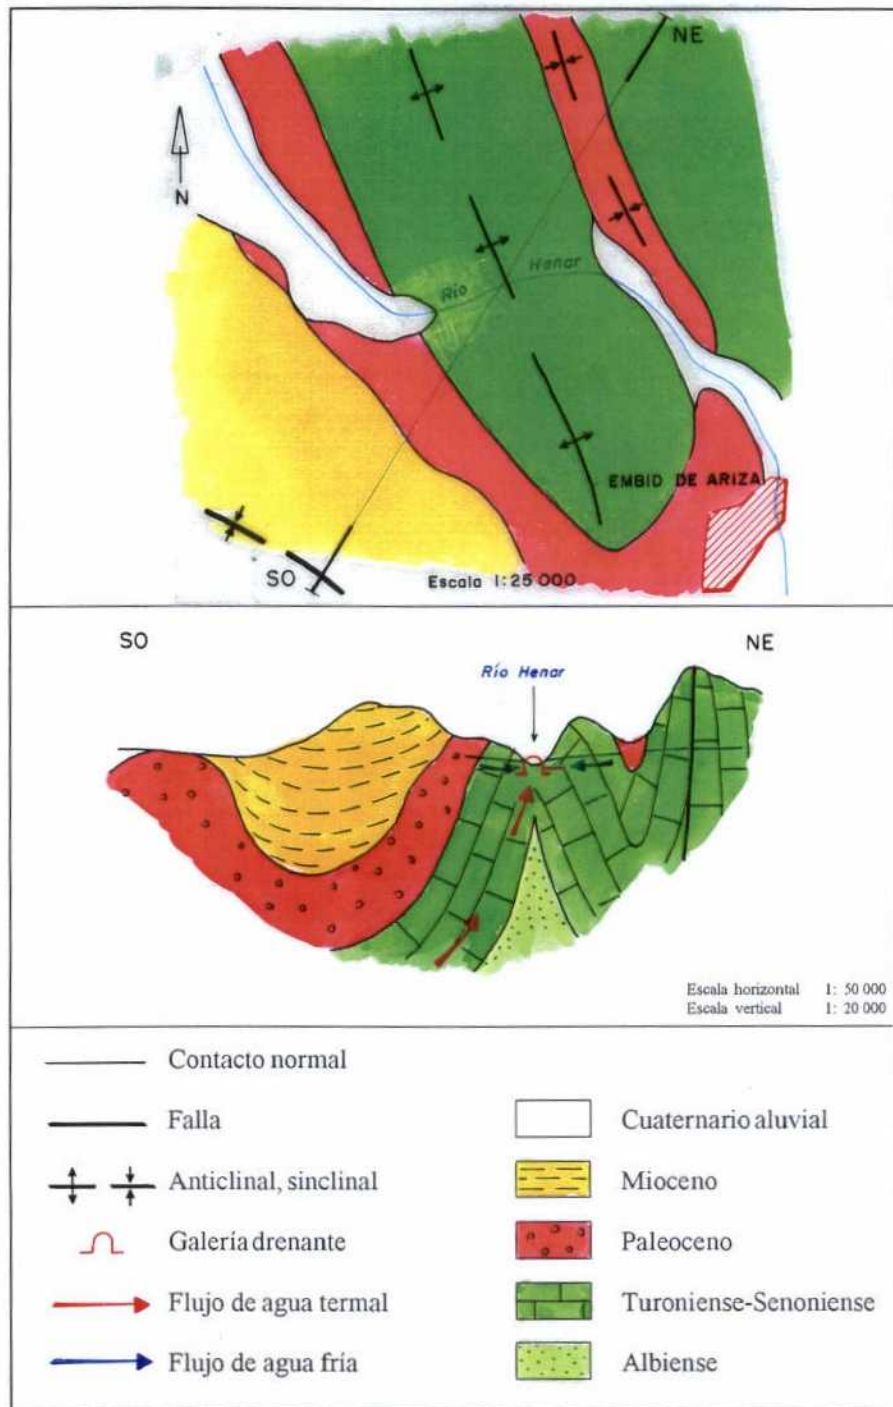 NE
N
Río Henar
EMBID DE ARIZA
SO
Escala 1:25 000
SO
NE
Río Henar
Escala horizontal 1: 50 000
Escala vertical 1: 20 000
Contacto normal
Falla
Anticlinal, sinclinal
Galería drenante
Flujo de agua termal
Flujo de agua fría
Cuaternario aluvial
Mioceno
Paleoceno
Turoniense-Senoniense
Albiense